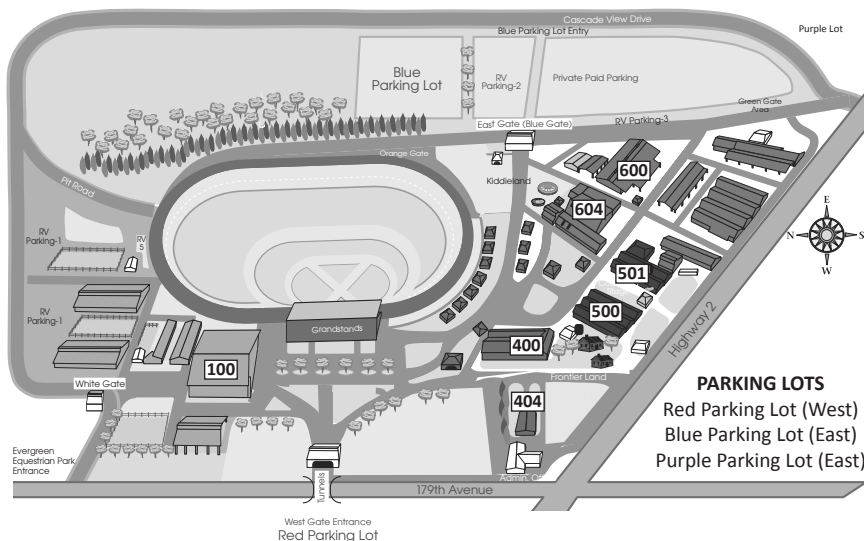 Cascade View Drive
Blue Parking Lot Entry
Purple Lot
Blue
Parking Lot
RV
Parking-2
Private Paid Parking
Green Gate
Area
East Gate (Blue Gate)
RV Parking-3
Orange Gate
Kiddieland
600
604
Pit Road
RV
Parking-1
RV
5
E
N
S
W
501
500
RV
Parking-1
Grandstands
400
100
Highway 2
White Gate
Frontier Land
404
PARKING LOTS
Red Parking Lot (West)
Blue Parking Lot (East)
Purple Parking Lot (East)
Evergreen
Equestrian Park
Entrance
Admin.
Tunnels
179th Avenue
West Gate Entrance
Red Parking Lot